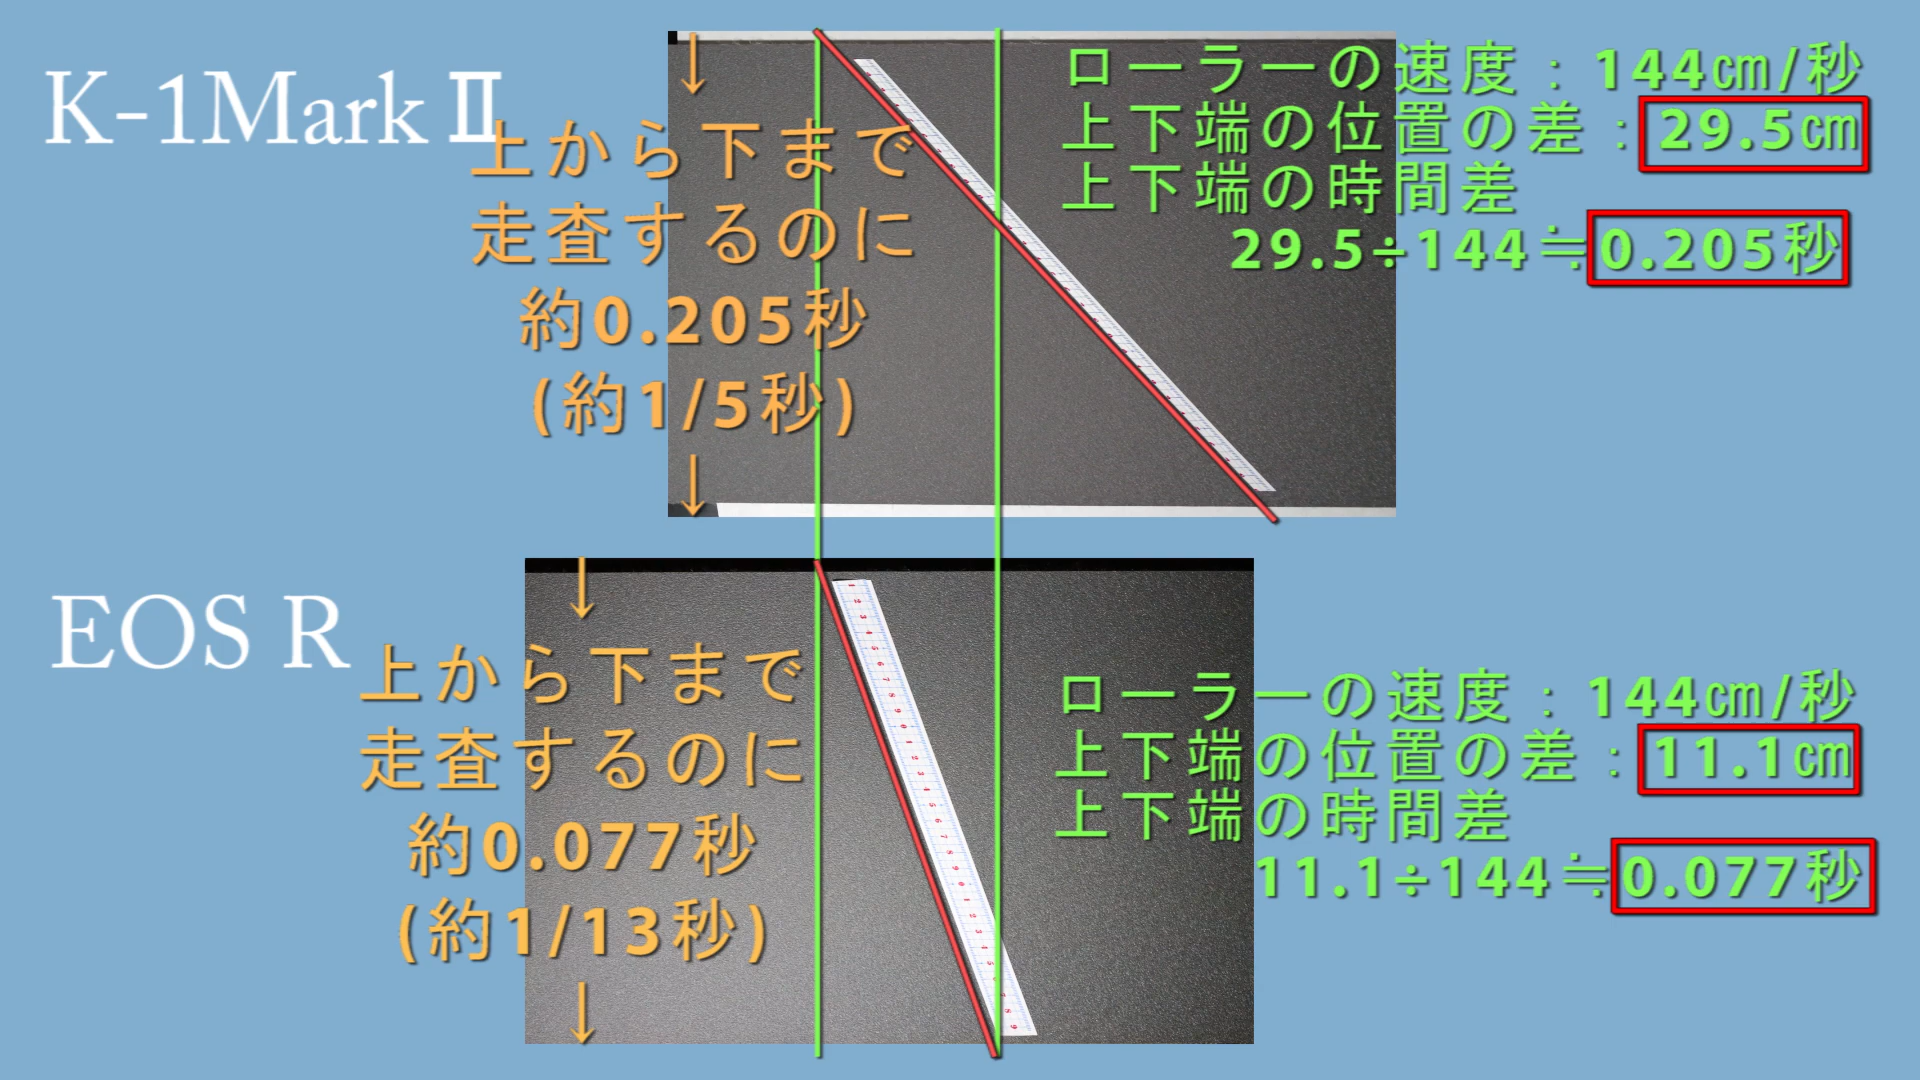 K-1Mark Ⅱ
↓
上から下まで
走査するのに
約0.205秒
(約1/5秒)
↓
ローラーの速度：144㎝/秒
上下端の位置の差：29.5㎝
上下端の時間差
29.5÷144≒0.205秒
EOS R
↓
上から下まで
走査するのに
約0.077秒
(約1/13秒)
↓
ローラーの速度：144㎝/秒
上下端の位置の差：11.1㎝
上下端の時間差
11.1÷144≒0.077秒